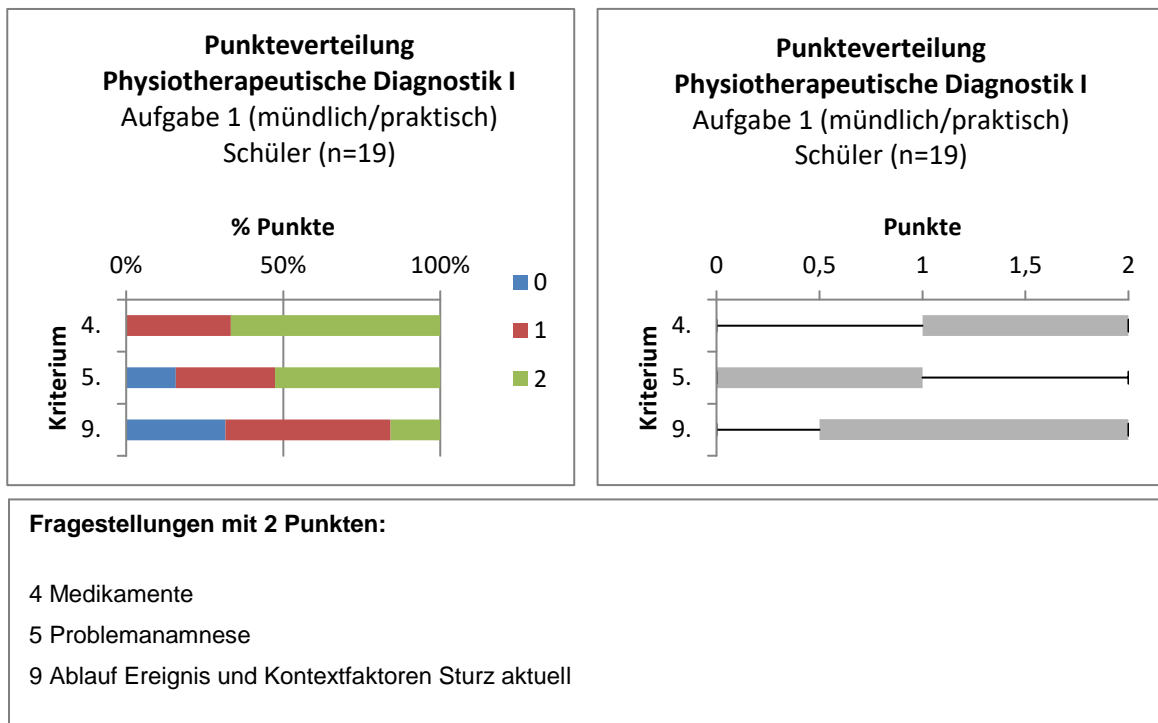 Punkteverteilung
Physiotherapeutische Diagnostik I
Aufgabe 1 (mündlich/praktisch)
Schüler (n=19)
% Punkte
0% 50% 100%
Kriterium
4.
5.
9.
0
1
2
Punkteverteilung
Physiotherapeutische Diagnostik I
Aufgabe 1 (mündlich/praktisch)
Schüler (n=19)
Punkte
0 0,5 1 1,5 2
Kriterium
4.
5.
9.
Fragestellungen mit 2 Punkten:
4 Medikamente
5 Problemanamnese
9 Ablauf Ereignis und Kontextfaktoren Sturz aktuell